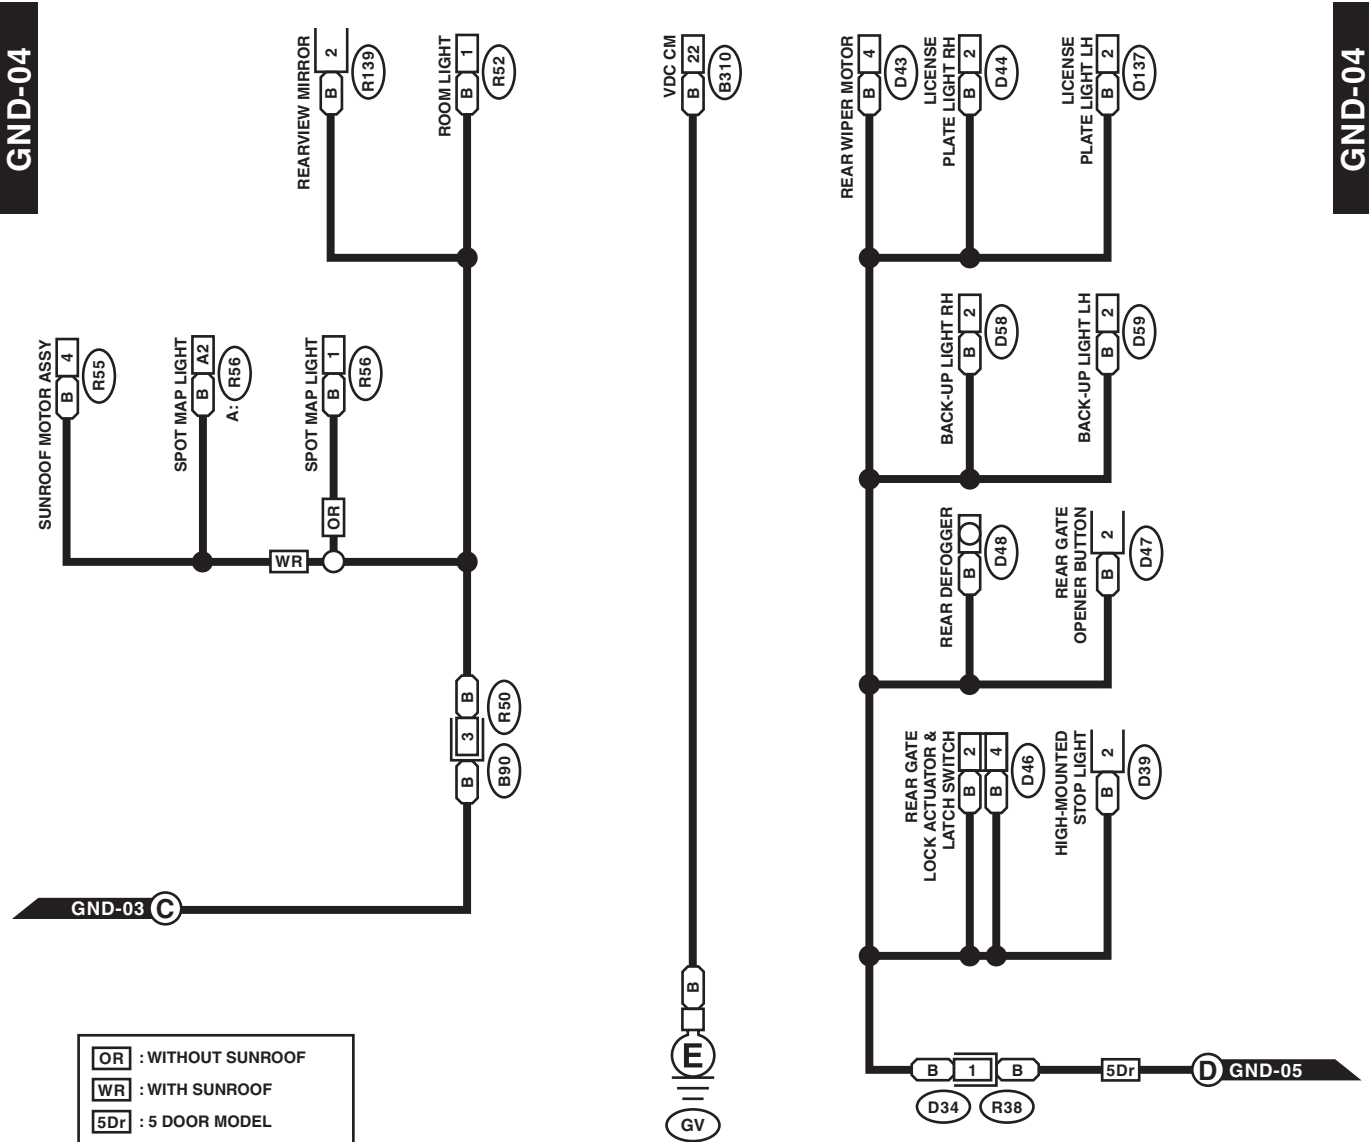 GND-04
GND-04
REARVIEW MIRROR
2
B
R139
ROOM LIGHT
1
B
R52
VDC CM
22
B
B310
REAR WIPER MOTOR
4
B
D43
LICENSE
PLATE LIGHT RH
2
B
D44
LICENSE
PLATE LIGHT LH
2
B
D137
SUNROOF MOTOR ASSY
4
B
R55
SPOT MAP LIGHT
A2
B
A:
R56
SPOT MAP LIGHT
1
B
R56
OR
WR
BACK-UP LIGHT RH
2
B
D58
BACK-UP LIGHT LH
2
B
D59
REAR DEFOGGER
B
D48
REAR GATE
OPENER BUTTON
2
B
D47
B
R50
3
B
B90
REAR GATE
LOCK ACTUATOR &
LATCH SWITCH
2
4
B
B
D46
HIGH-MOUNTED
STOP LIGHT
2
B
D39
GND-03
C
B
E
GV
B
1
B
5Dr
D
GND-05
D34
R38
OR : WITHOUT SUNROOF
WR : WITH SUNROOF
5Dr : 5 DOOR MODEL